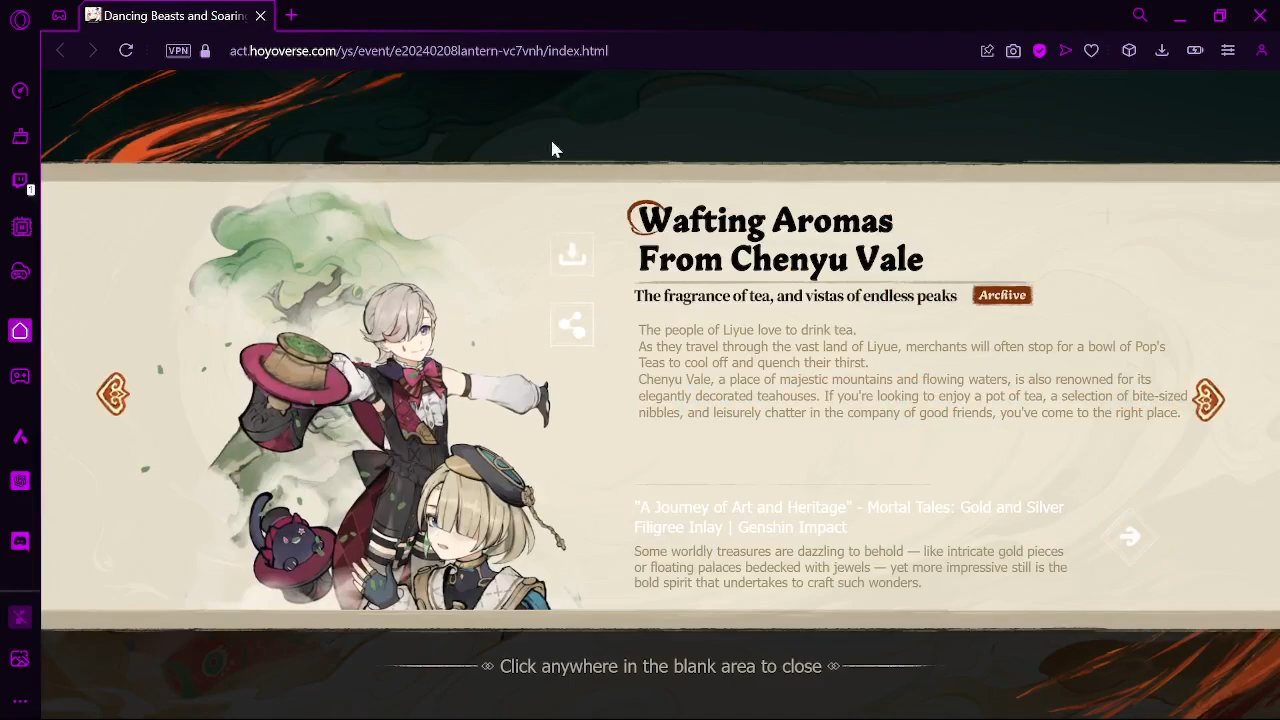 Dancing Beasts and Soaring
VPN
act.hoyoverse.com/ys/event/e20240208lantern-vc7vnh/index.html
1
Wafting Aromas
From Chenyu Vale
The fragrance of tea, and vistas of endless peaks
Archive
The people of Liyue love to drink tea.
As they travel through the vast land of Liyue, merchants will often stop for a bowl of Pop's
Teas to cool off and quench their thirst.
Chenyu Vale, a place of majestic mountains and flowing waters, is also renowned for its
elegantly decorated teahouses. If you're looking to enjoy a pot of tea, a selection of bite-sized
nibbles, and leisurely chatter in the company of good friends, you've come to the right place.
"A Journey of Art and Heritage" - Mortal Tales: Gold and Silver
Filigree Inlay | Genshin Impact
Some worldly treasures are dazzling to behold — like intricate gold pieces
or floating palaces bedecked with jewels — yet more impressive still is the
bold spirit that undertakes to craft such wonders.
Click anywhere in the blank area to close